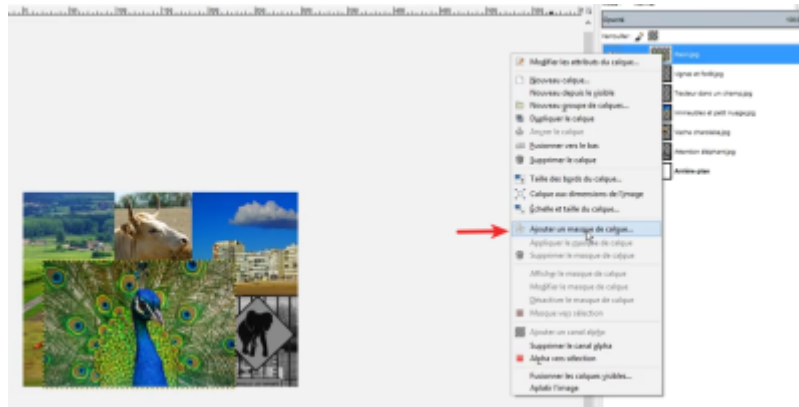 Opacité
100
Verrouiller :
Modifier les attributs du calque...
Nouveau calque...
Nouveau depuis le visible
Nouveau groupe de calques...
Dupliquer le calque
Ancrer le calque
Fusionner vers le bas
Supprimer le calque
Taille des bords du calque...
Calque aux dimensions de l'image
Échelle et taille du calque...
Ajouter un masque de calque...
Appliquer le masque de calque
Supprimer le masque de calque
Afficher le masque de calque
Modifier le masque de calque
Désactiver le masque de calque
Masque vers sélection
Ajouter un canal alpha
Supprimer le canal alpha
Alpha vers sélection
Fusionner les calques visibles...
Aplatir l'image
Paon.jpg
vignes et forêt.jpg
Tracteur dans un champ.jpg
Immeubles et petit nuage.jpg
Vache charolaise.jpg
Attention éléphant.jpg
Arrière-plan